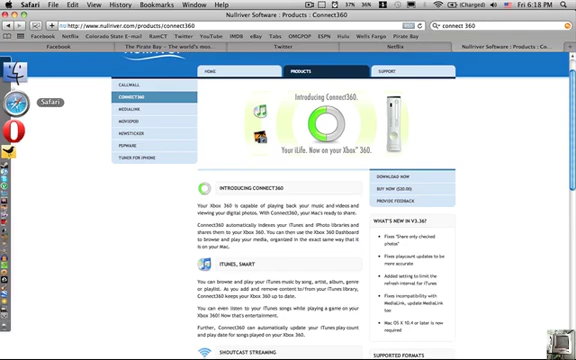 Safari File Edit View History Bookmarks Window Help 37% 36% (Charged) Fri 6:18 PM
Nullriver Software : Products : Connect360
http://www.nullriver.com/products/connect360
connect 360
Facebook Netflix Colorado State E-mail RamCT Twitter YouTube IMDB eBay Tabs OMGPOP ESPN Hulu Wells Fargo Pirate Bay
Facebook The Pirate Bay - The world's mo... Twitter Netflix Nullriver Software : Products : Co...
HOME PRODUCTS SUPPORT
Safari
CALLWALL
CONNECT360
MEDIALINK
MOVIEPOD
NEWSTICKER
PSPWARE
TUNER FOR IPHONE
Introducing Connect360.
Your iLife. Now on your Xbox 360.
INTRODUCING CONNECT360
Your Xbox 360 is capable of playing back your music and videos and
viewing your digital photos. With Connect360, your Mac's ready to share.
Connect360 automatically indexes your iTunes and iPhoto libraries and
shares them to your Xbox 360. You can then use the Xbox 360 Dashboard
to browse and play your media, organized in the exact same way that it
is on your Mac.
ITUNES, SMART
You can browse and play your iTunes music by song, artist, album, genre
or playlist. As you add and remove content to/from your iTunes library,
Connect360 keeps your Xbox 360 up to date.
You can even listen to your iTunes songs while playing a game on your
Xbox 360! Now that's entertainment.
Further, Connect360 can automatically update your iTunes play count
and play date for songs played on your Xbox 360.
SHOUTCAST STREAMING
DOWNLOAD NOW
BUY NOW ($20.00)
PROVIDE FEEDBACK
WHAT'S NEW IN V3.36?
Fixes "Share only checked
photos"
Fixes playcount updates to be
more accurate
Added setting to limit the
refresh interval for iTunes
Fixes incompatibility with
MediaLink, update MediaLink
too
Mac OS X 10.4 or later is now
required
SUPPORTED FORMATS